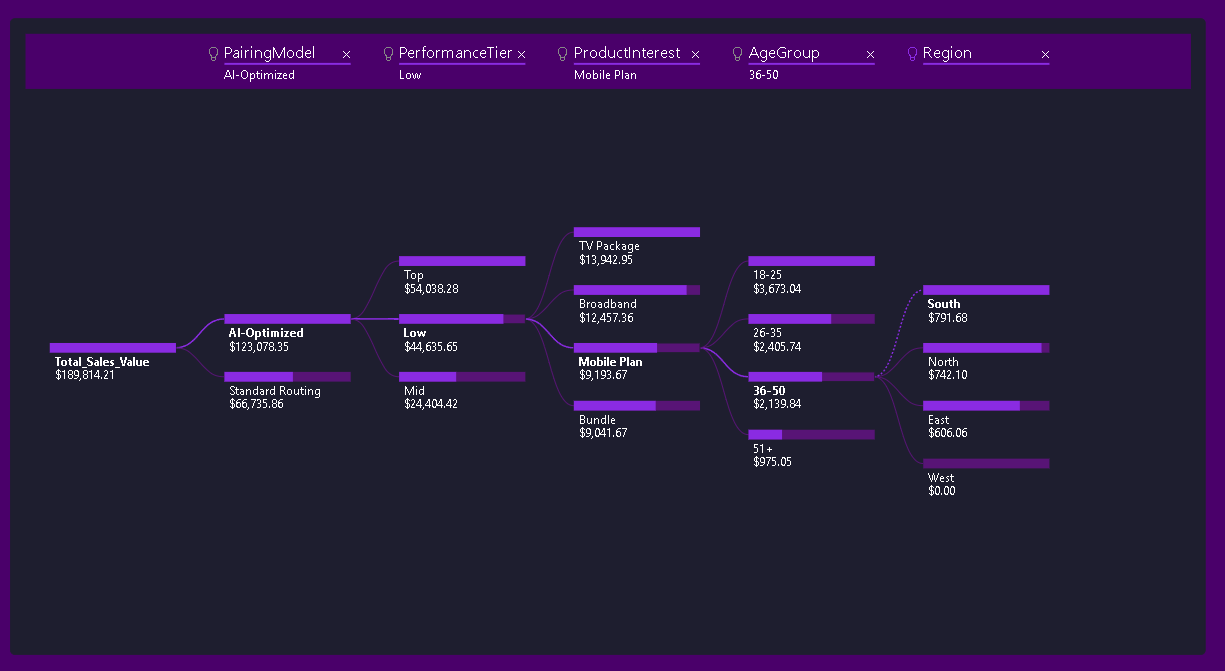 PairingModel
AI-Optimized
PerformanceTier
Low
ProductInterest
Mobile Plan
AgeGroup
36-50
Region
Total_Sales_Value
$189,814.21
AI-Optimized
$123,078.35
Standard Routing
$66,735.86
Top
$54,038.28
Low
$44,635.65
Mid
$24,404.42
TV Package
$13,942.95
Broadband
$12,457.36
Mobile Plan
$9,193.67
Bundle
$9,041.67
18-25
$3,673.04
26-35
$2,405.74
36-50
$2,139.84
51+
$975.05
South
$791.68
North
$742.10
East
$606.06
West
$0.00